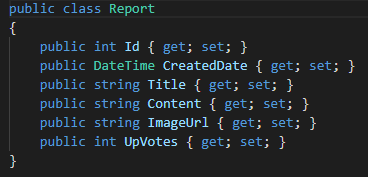 public class Report
{
    public int Id { get; set; }
    public DateTime CreatedDate { get; set; }
    public string Title { get; set; }
    public string Content { get; set; }
    public string ImageUrl { get; set; }
    public int UpVotes { get; set; }
}